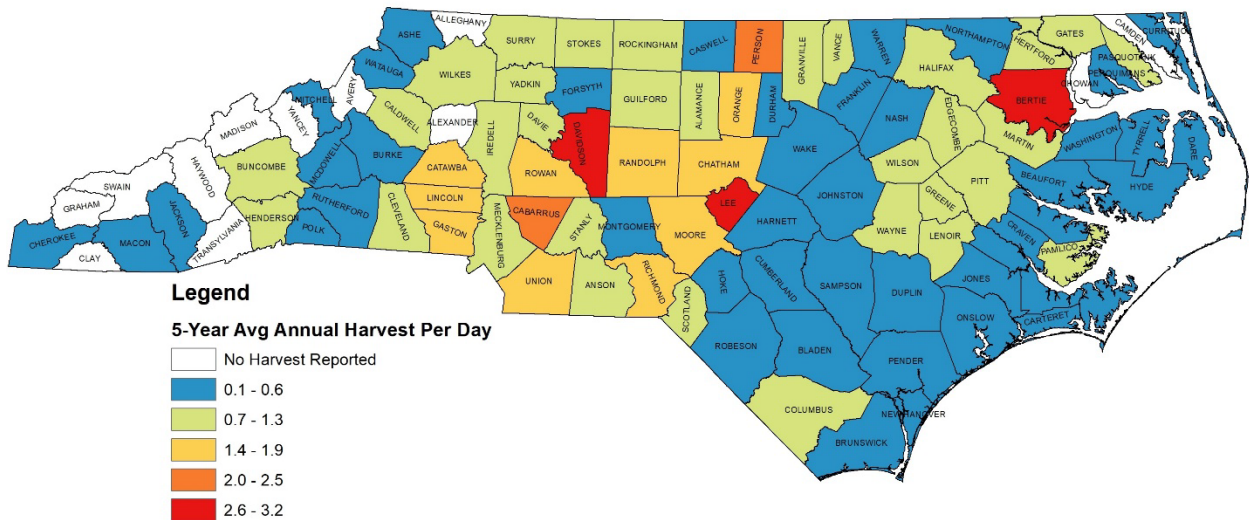 ALLEGHANY
ASHE
SURRY
STOKES
ROCKINGHAM
CASWELL
PERSON
GRANVILLE
VANCE
WARREN
NORTHAMPTON
HERTFORD
GATES
CAMDEN
CURRITUCK
PASQUOTANK
PERQUIMANS
CHOWAN
WATAUGA
WILKES
YADKIN
FORSYTH
GUILFORD
ALAMANCE
ORANGE
DURHAM
FRANKLIN
HALIFAX
BERTIE
MITCHELL
AVERY
CALDWELL
ALEXANDER
IREDELL
DAVIE
DAVIDSON
RANDOLPH
CHATHAM
WAKE
NASH
EDGECOMBE
MARTIN
WASHINGTON
TYRRELL
DARE
MADISON
YANCEY
BUNCOMBE
MCDOWELL
BURKE
CATAWBA
ROWAN
WILSON
PITT
BEAUFORT
HYDE
HAYWOOD
SWAIN
GRAHAM
JACKSON
RUTHERFORD
LINCOLN
CABARRUS
LEE
JOHNSTON
GREENE
CHEROKEE
MACON
CLAY
TRANSYLVANIA
HENDERSON
POLK
CLEVELAND
GASTON
MECKLENBURG
STANLY
MONTGOMERY
MOORE
HARNETT
WAYNE
LENOIR
CRAVEN
PAMLICO
UNION
ANSON
RICHMOND
SCOTLAND
HOKE
CUMBERLAND
SAMPSON
DUPLIN
JONES
ONSLOW
CARTERET
ROBESON
BLADEN
PENDER
COLUMBUS
NEW HANOVER
BRUNSWICK
Legend
5-Year Avg Annual Harvest Per Day
No Harvest Reported
0.1 - 0.6
0.7 - 1.3
1.4 - 1.9
2.0 - 2.5
2.6 - 3.2